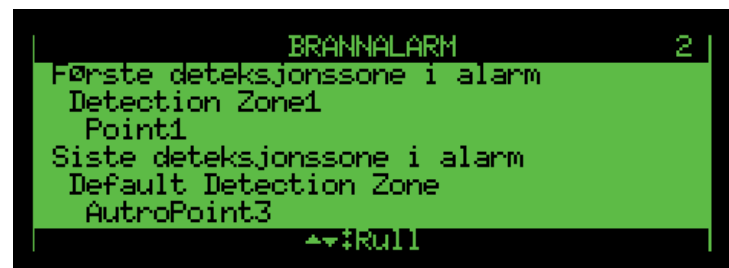 BRANNALARM 2
FØrste deteksjonssone i alarm
Detection Zone1
Point1
Siste deteksjonssone i alarm
Default Detection Zone
AutroPoint3
▲▼↕Rull